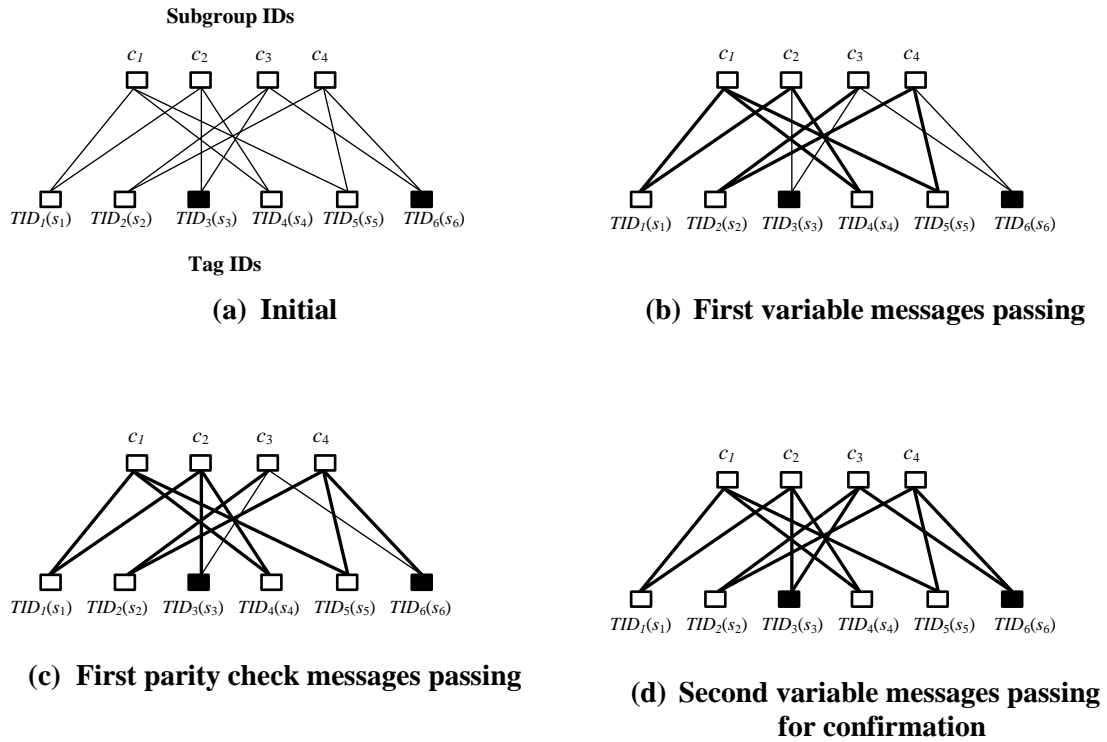 Subgroup IDs
c1 c2 c3 c4
TID1(s1) TID2(s2) TID3(s3) TID4(s4) TID5(s5) TID6(s6)
Tag IDs
(a) Initial
c1 c2 c3 c4
TID1(s1) TID2(s2) TID3(s3) TID4(s4) TID5(s5) TID6(s6)
(b) First variable messages passing
c1 c2 c3 c4
TID1(s1) TID2(s2) TID3(s3) TID4(s4) TID5(s5) TID6(s6)
(c) First parity check messages passing
c1 c2 c3 c4
TID1(s1) TID2(s2) TID3(s3) TID4(s4) TID5(s5) TID6(s6)
(d) Second variable messages passing
for confirmation